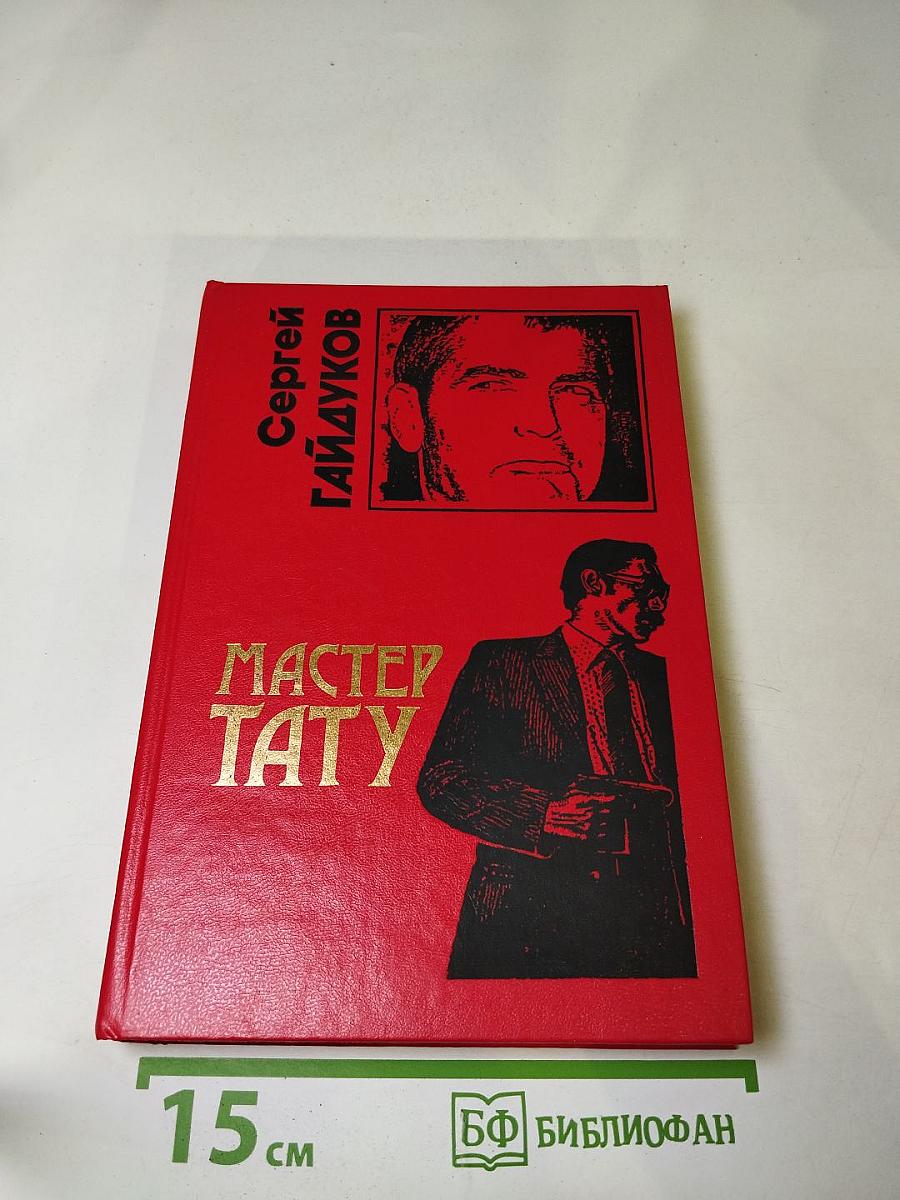 Сергей
ГАЙДУКОВ
МАСТЕР
ТАТУ
15 см
БФ БИБЛИОФАН